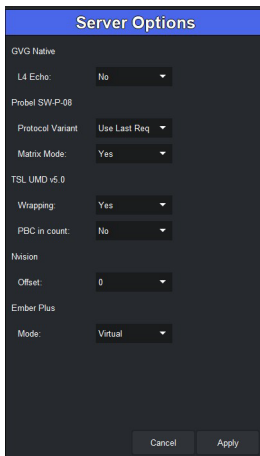 Server Options
GVG Native
L4 Echo: No
Probel SW-P-08
Protocol Variant Use Last Req
Matrix Mode: Yes
TSL UMD v5.0
Wrapping: Yes
PBC in count: No
Nvision
Offset: 0
Ember Plus
Mode: Virtual
Cancel Apply